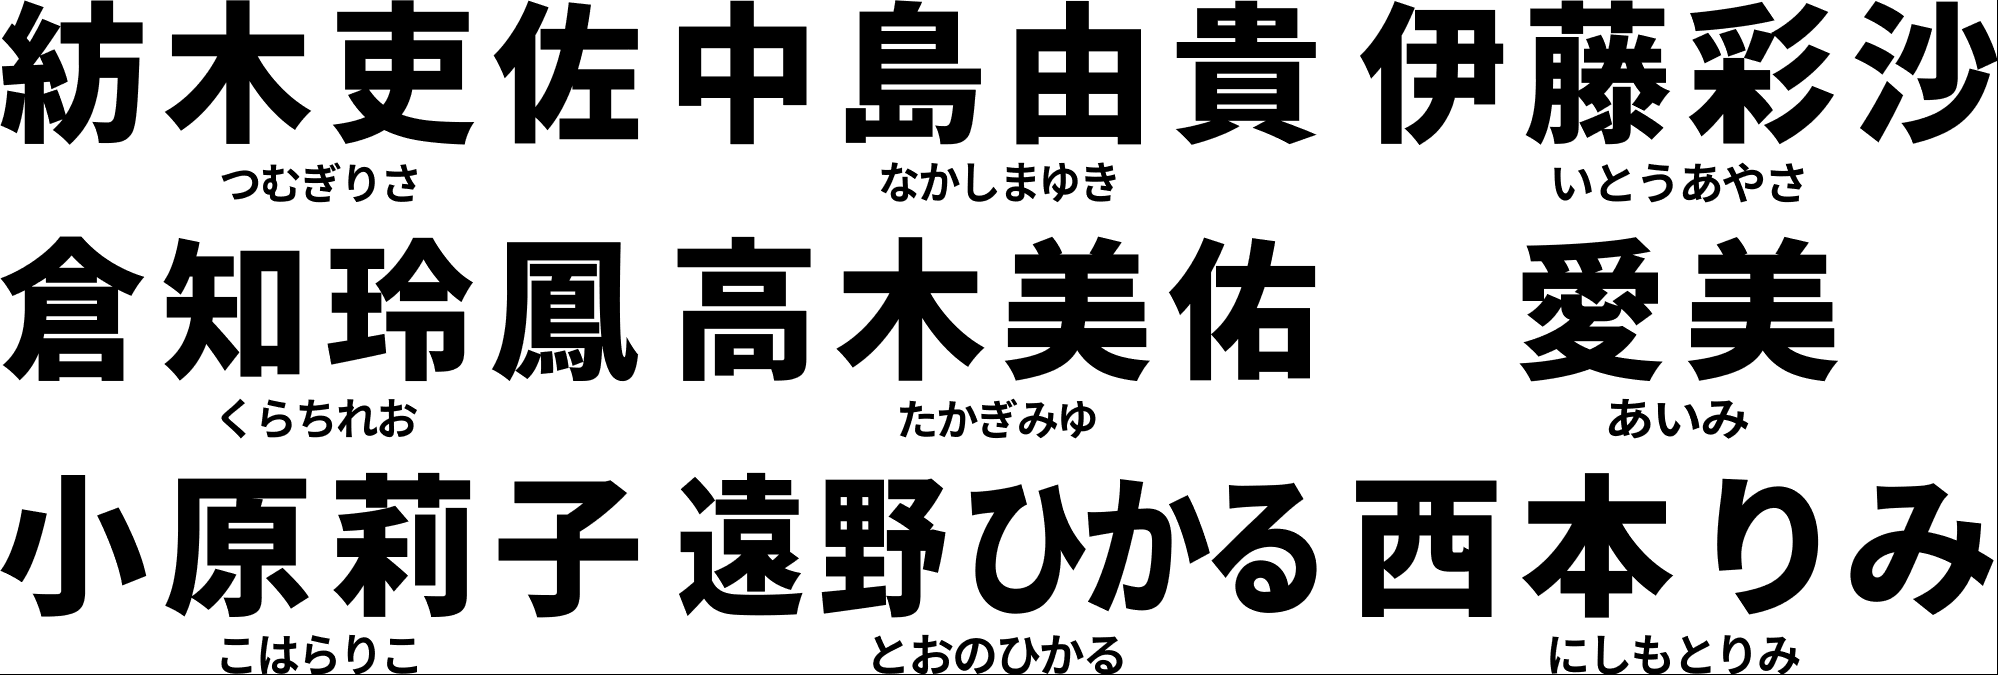 紡木吏佐 中島由貴 伊藤彩沙
つむぎりさ なかしまゆき いとうあやさ
倉知玲鳳 高木美佑 愛美
くらちれお たかぎみゆ あいみ
小原莉子 遠野ひかる 西本りみ
こはらりこ とおのひかる にしもとりみ